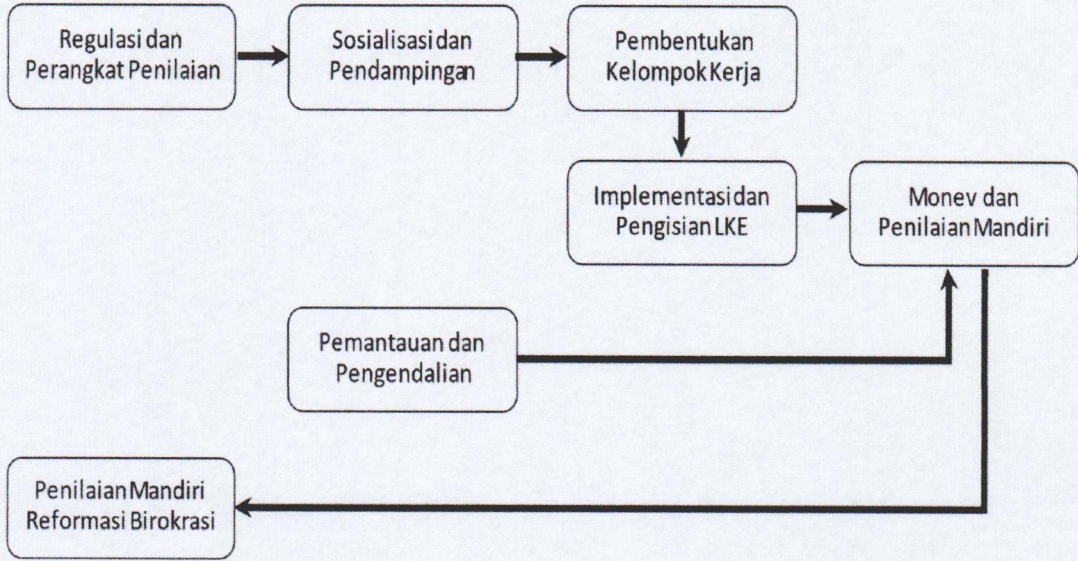 Regulasi dan
Perangkat Penilaian
Sosialisasi dan
Pendampingan
Pembentukan
Kelompok Kerja
Implementasi dan
Pengisian LKE
Monev dan
Penilaian Mandiri
Pemantauan dan
Pengendalian
Penilaian Mandiri
Reformasi Birokrasi